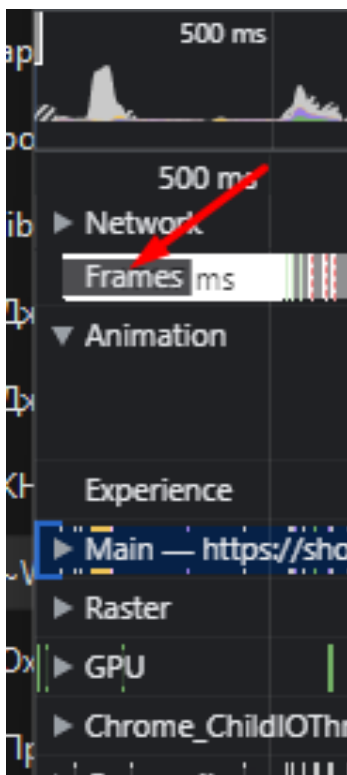 500 ms
500 ms
Network
Frames ms
Animation
Experience
Main — https://sho
Raster
GPU
Chrome_ChildIOThr